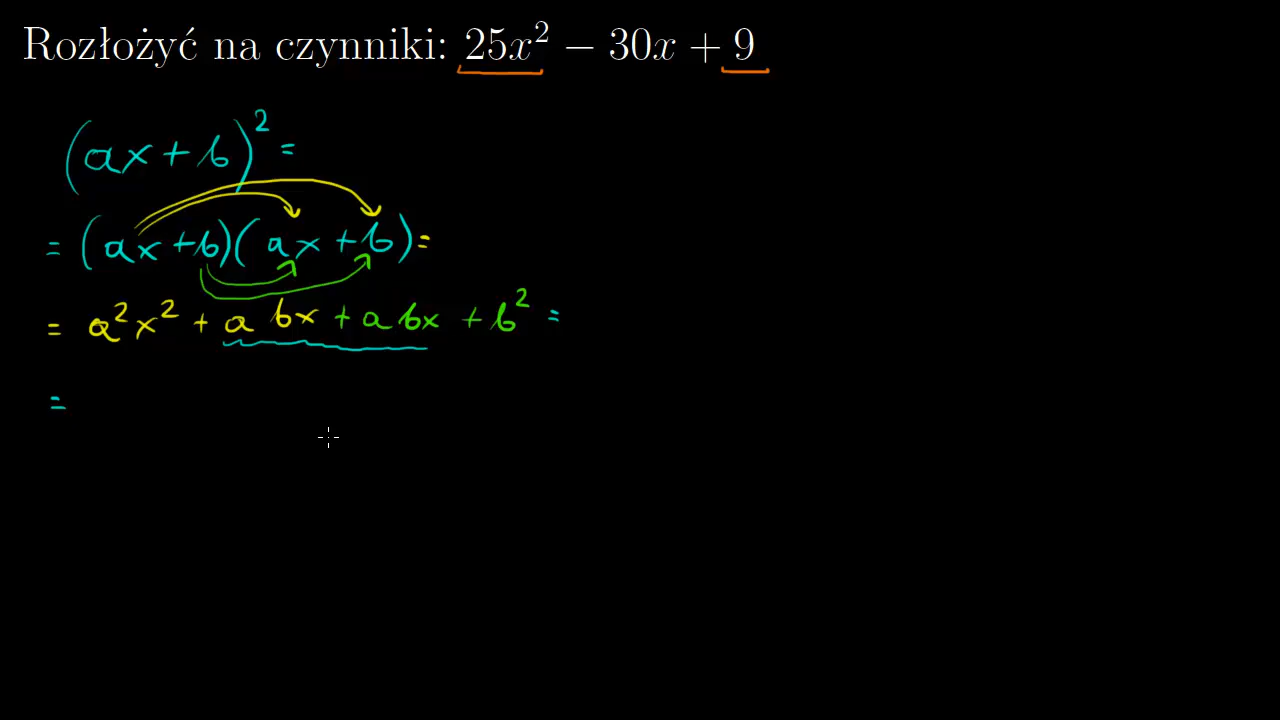 Rozłożyć na czynniki: 25x² − 30x + 9
(ax + b)² =
= (ax + b)(ax + b) =
= a²x² + abx + abx + b² =
=